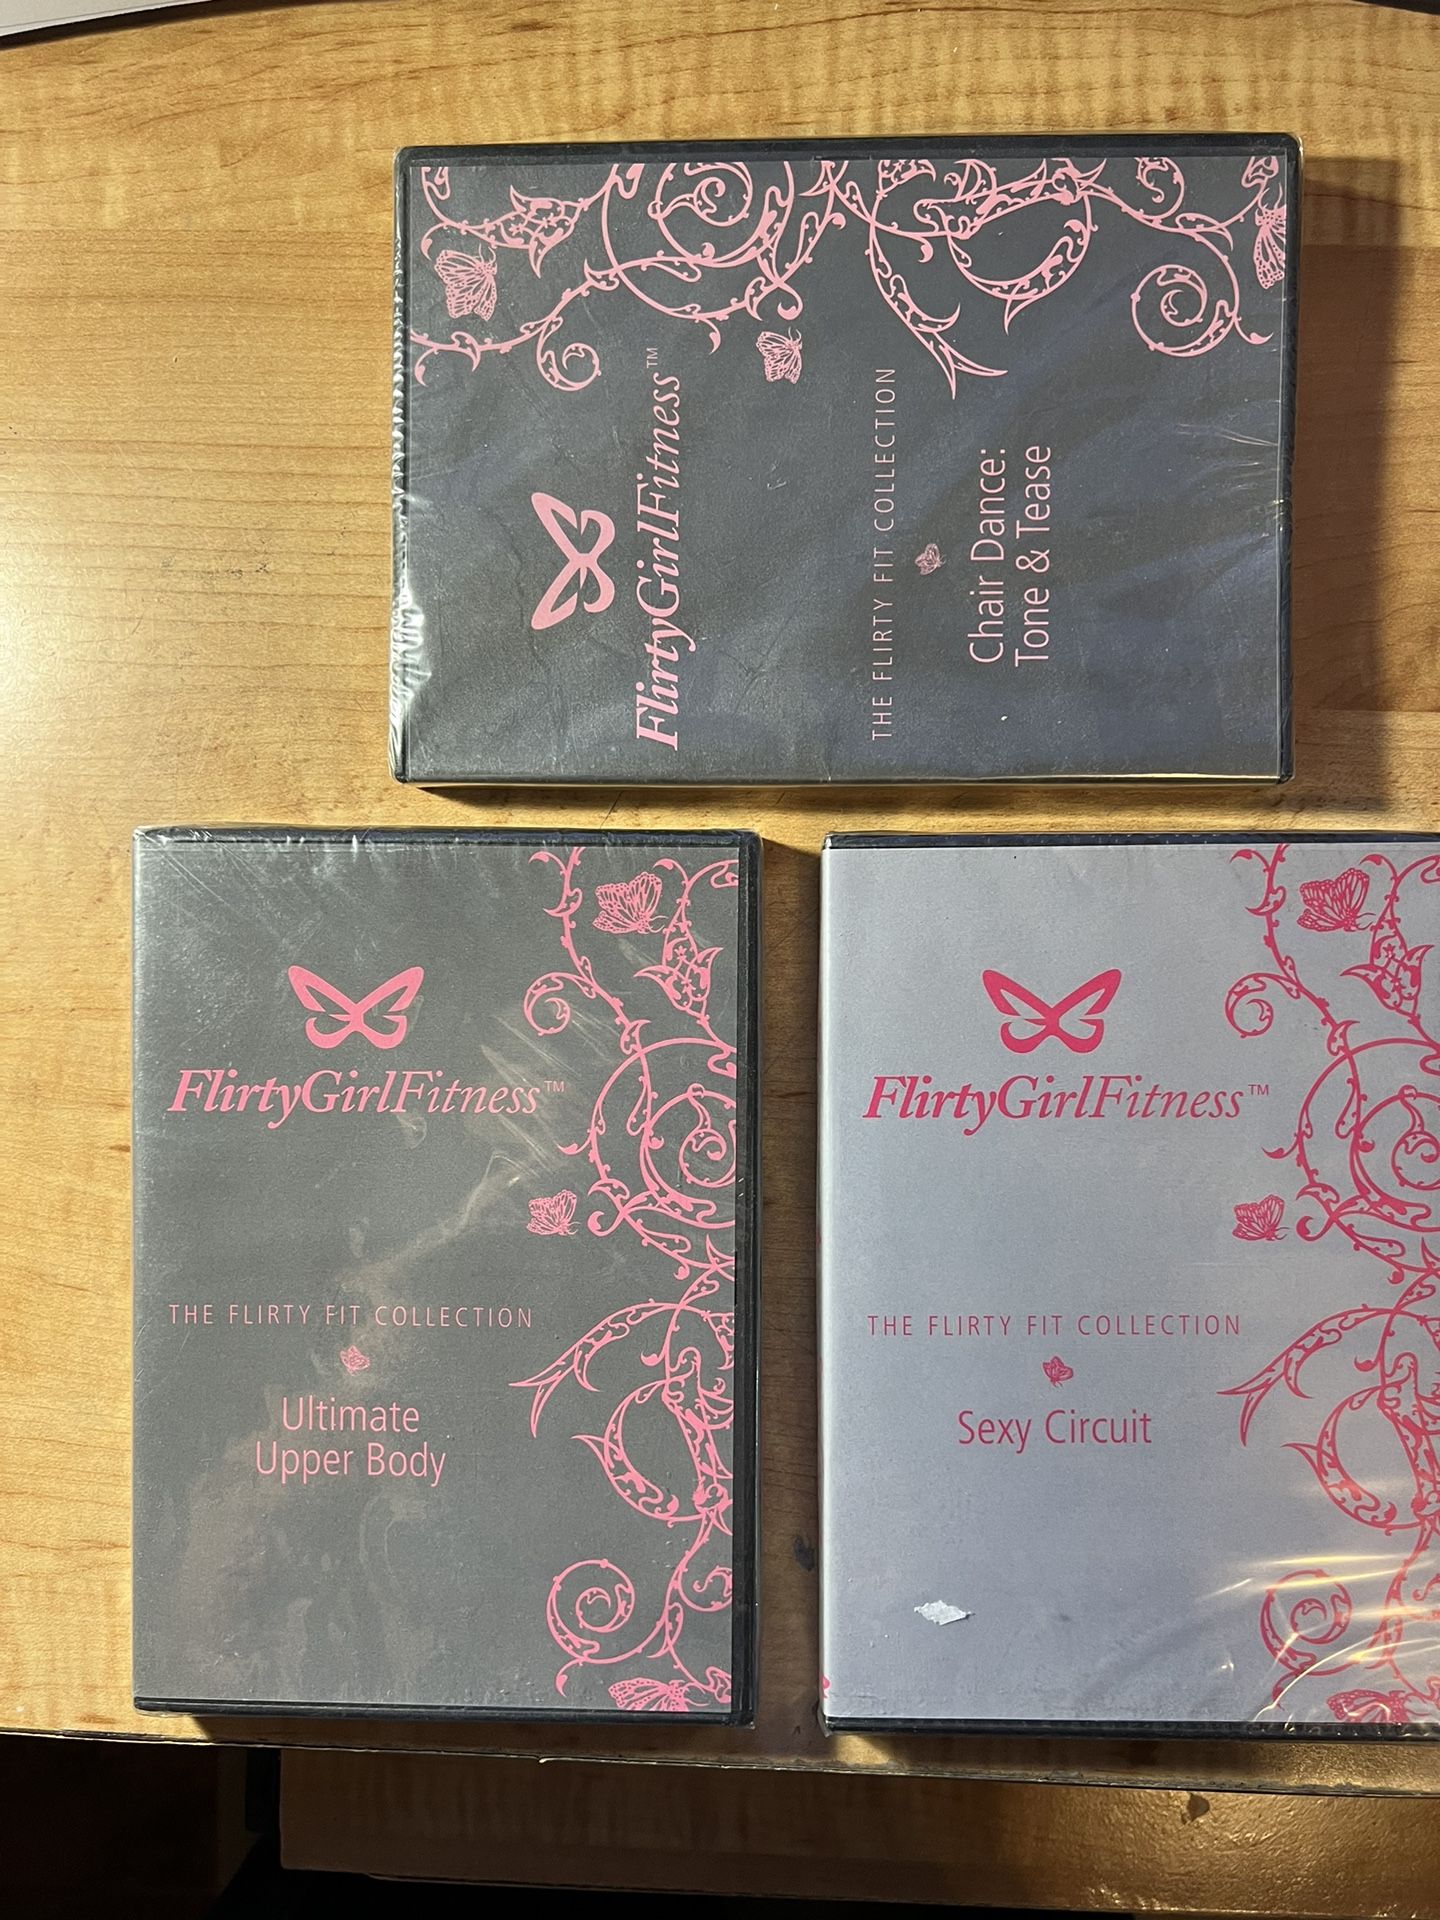 FlirtyGirlFitness™
THE FLIRTY FIT COLLECTION
Chair Dance:
Tone & Tease
FlirtyGirlFitness™
THE FLIRTY FIT COLLECTION
Ultimate
Upper Body
FlirtyGirlFitness™
THE FLIRTY FIT COLLECTION
Sexy Circuit